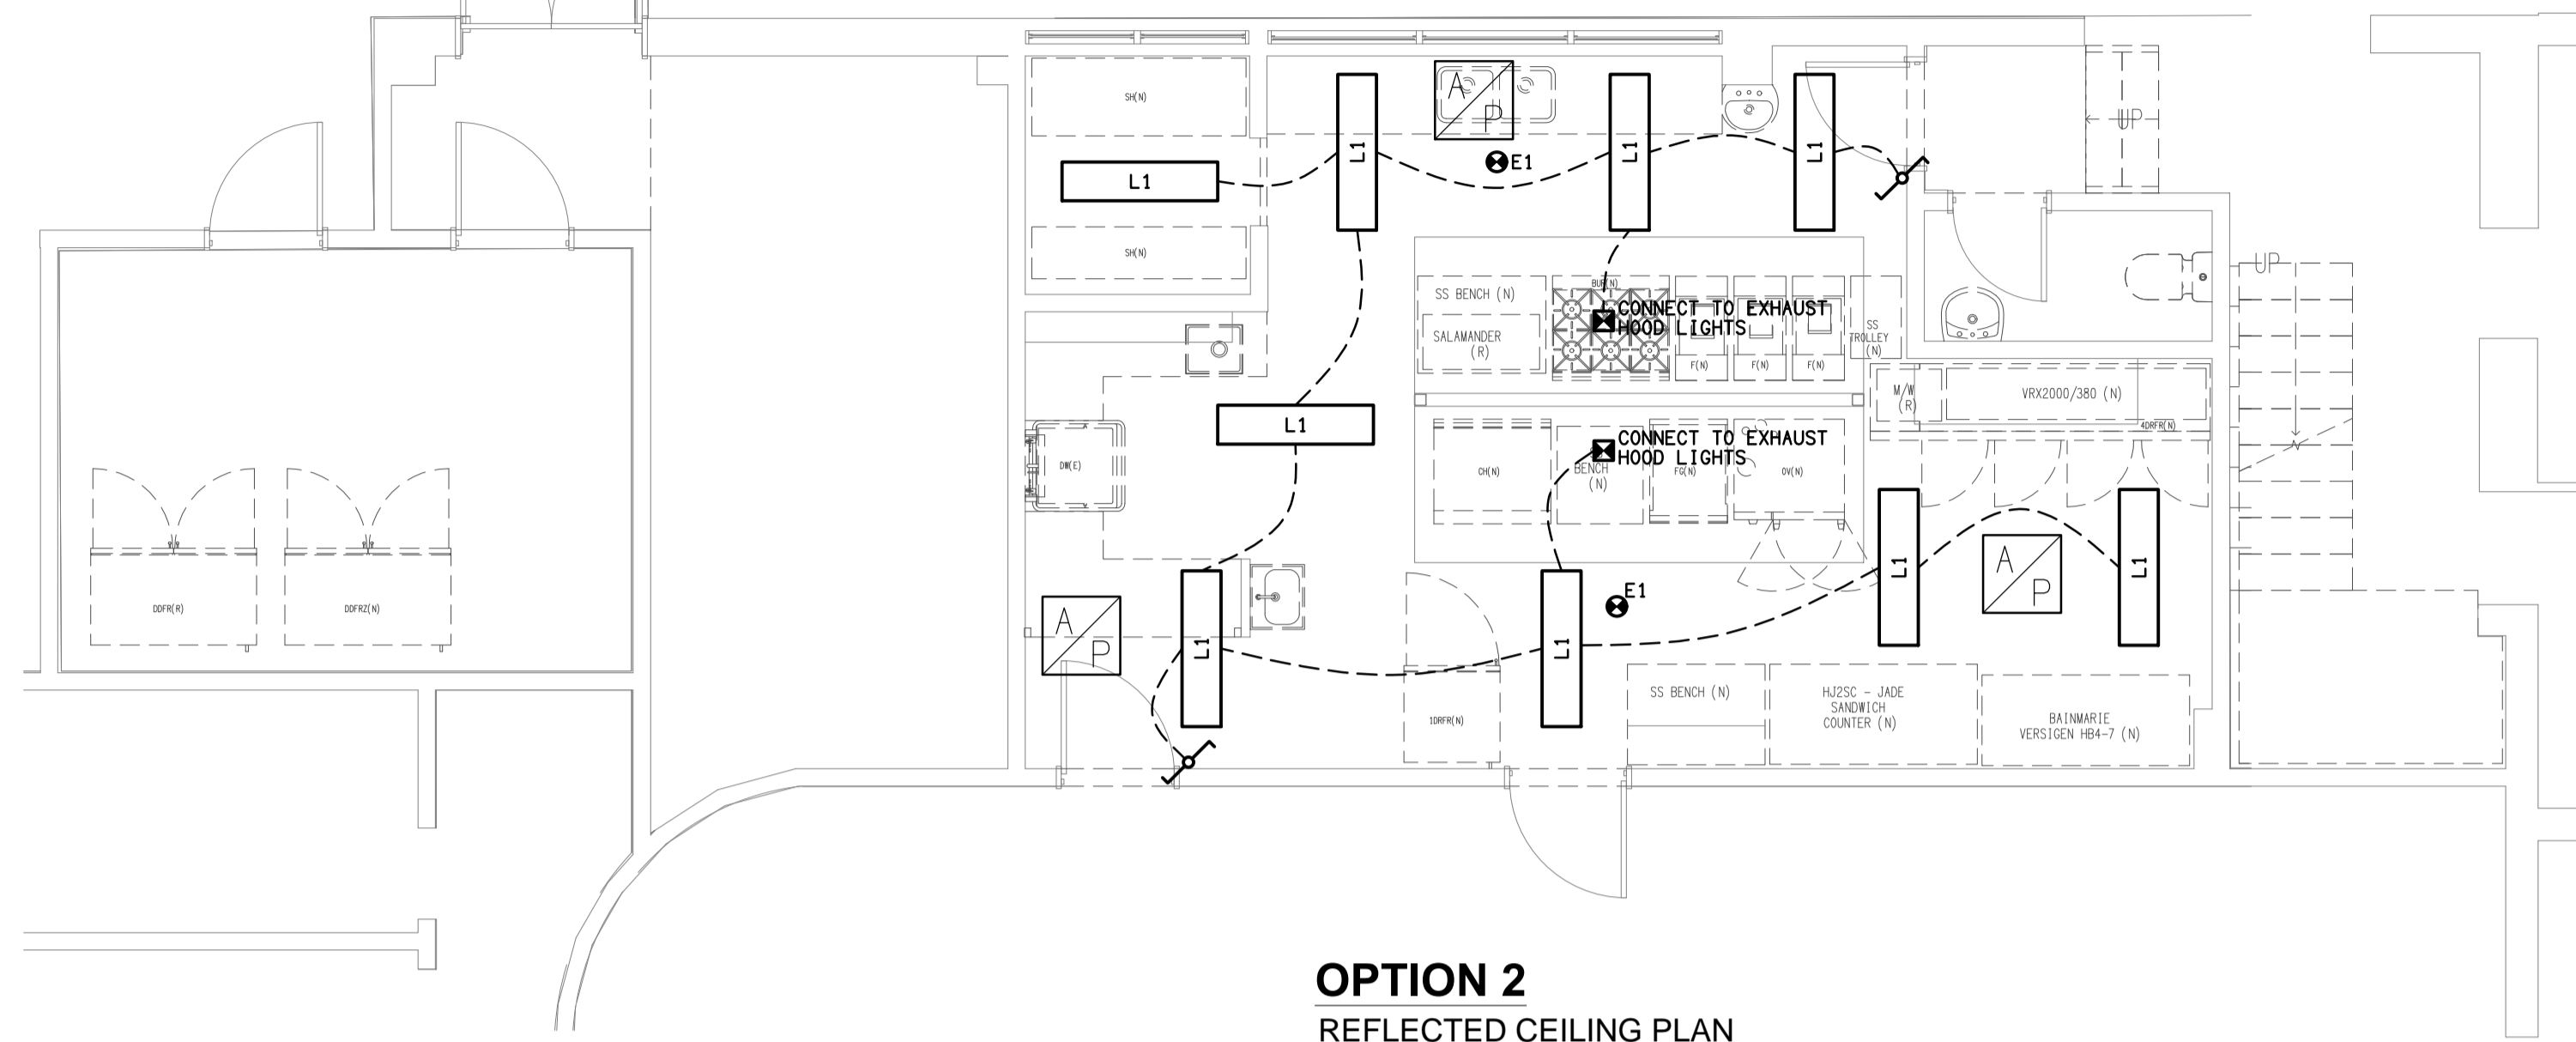 UP
SH(N)
A
P
L1
L1
L1
L1
E1
SH(N)
UP
SS BENCH (N)
BUR(N)
CONNECT TO EXHAUST
HOOD LIGHTS
SALAMANDER
(R)
F(N)
F(N)
F(N)
SS
TROLLEY
(N)
M/W
(R)
VRX2000/380 (N)
4DRFR(N)
L1
CONNECT TO EXHAUST
HOOD LIGHTS
DW(E)
CH(N)
BENCH
(N)
FG(N)
OV(N)
L1
L1
A
P
E1
DDFR(R)
DDFRZ(N)
A
P
L1
L1
SS BENCH (N)
HJ2SC - JADE
SANDWICH
COUNTER (N)
1DRFR(N)
BAINMARIE
VERSIGEN HB4-7 (N)
OPTION 2
REFLECTED CEILING PLAN